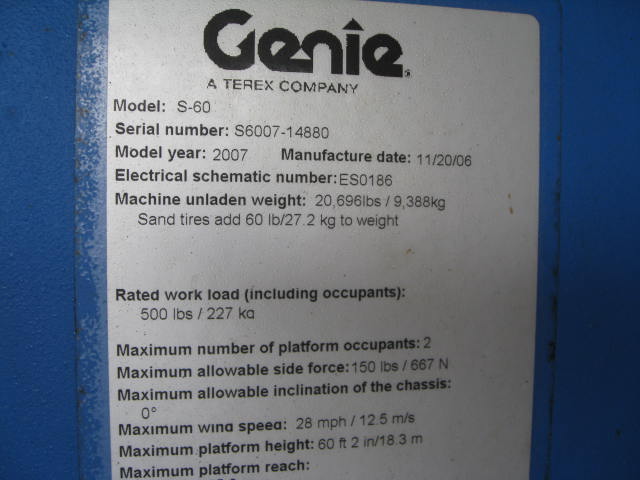 Genie
A TEREX COMPANY
Model: S-60
Serial number: S6007-14880
Model year: 2007 Manufacture date: 11/20/06
Electrical schematic number: ES0186
Machine unladen weight: 20,696lbs / 9,388kg
Sand tires add 60 lb/27.2 kg to weight
Rated work load (including occupants):
500 lbs / 227 kg
Maximum number of platform occupants: 2
Maximum allowable side force: 150 lbs / 667 N
Maximum allowable inclination of the chassis:
0°
Maximum wind speed: 28 mph / 12.5 m/s
Maximum platform height: 60 ft 2 in/18.3 m
Maximum platform reach: